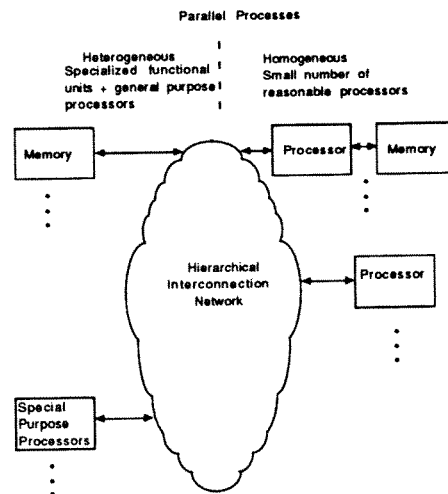 Parallel Processes
Heterogeneous
Specialized functional
units + general purpose
processors
Homogeneous
Small number of
reasonable processors
Memory
Processor
Memory
Hierarchical
Interconnection
Network
Processor
Special
Purpose
Processors